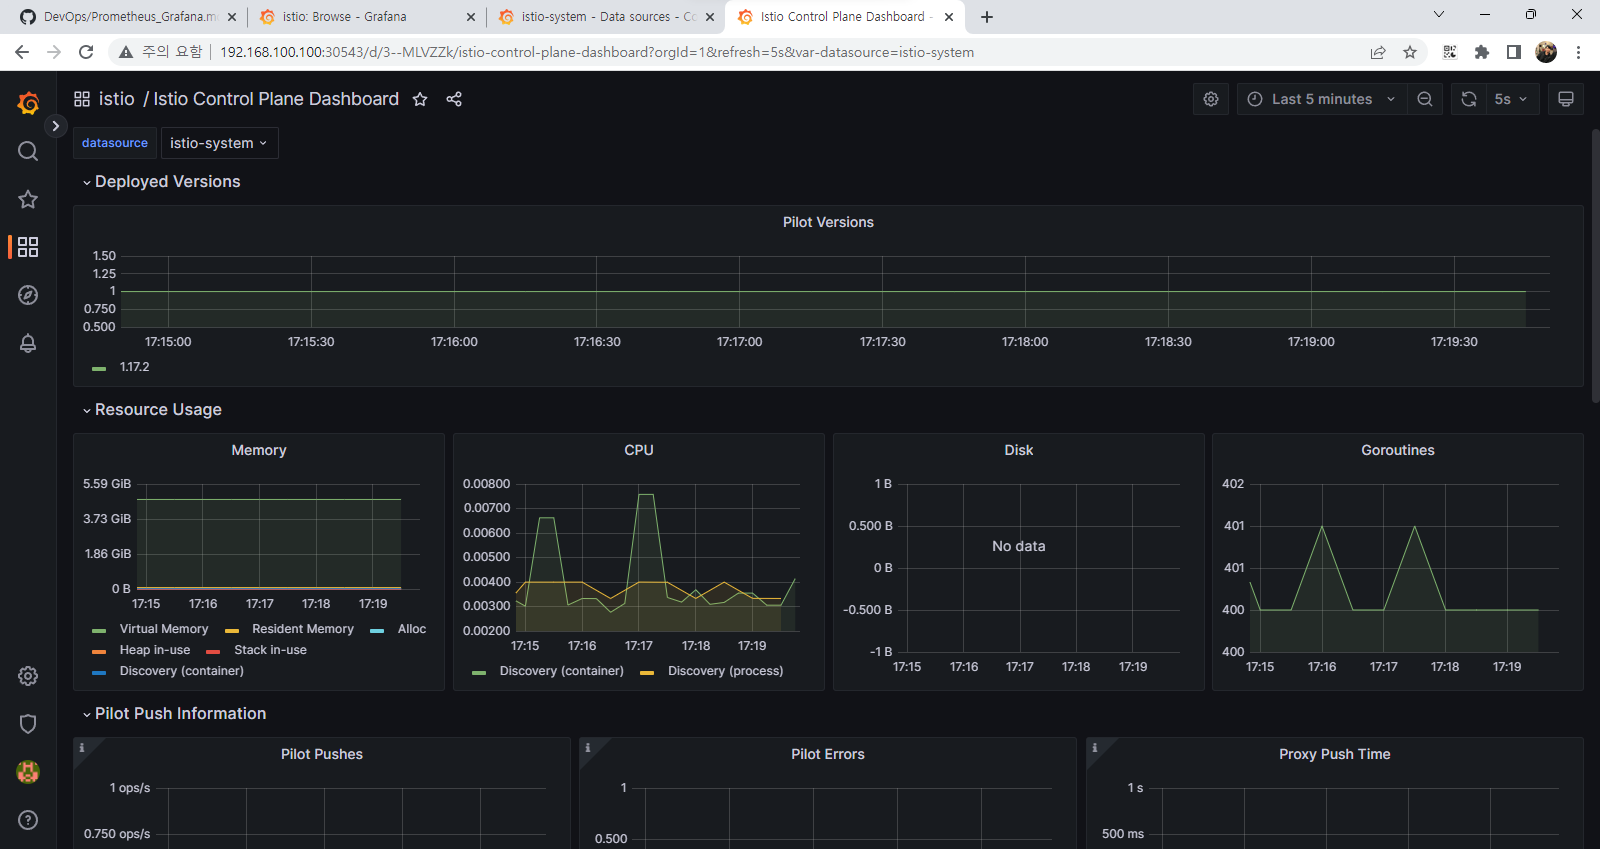 DevOps/Prometheus_Grafana.m
istio: Browse - Grafana
istio-system - Data sources - Co
Istio Control Plane Dashboard -
주의 요함
192.168.100.100:30543/d/3--MLVZZk/istio-control-plane-dashboard?orgId=1&refresh=5s&var-datasource=istio-system
istio / Istio Control Plane Dashboard
Last 5 minutes
5s
datasource
istio-system
Deployed Versions
Pilot Versions
1.50
1.25
1
0.750
0.500
17:15:00 17:15:30 17:16:00 17:16:30 17:17:00 17:17:30 17:18:00 17:18:30 17:19:00 17:19:30
1.17.2
Resource Usage
Memory
5.59 GiB
3.73 GiB
1.86 GiB
0 B
17:15 17:16 17:17 17:18 17:19
Virtual Memory Resident Memory Alloc
Heap in-use Stack in-use
Discovery (container)
CPU
0.00800
0.00700
0.00600
0.00500
0.00400
0.00300
0.00200
17:15 17:16 17:17 17:18 17:19
Discovery (container) Discovery (process)
Disk
1 B
0.500 B
0 B
-0.500 B
-1 B
No data
17:15 17:16 17:17 17:18 17:19
Goroutines
402
401
401
400
400
17:15 17:16 17:17 17:18 17:19
Pilot Push Information
Pilot Pushes
1 ops/s
0.750 ops/s
Pilot Errors
1
0.500
Proxy Push Time
1 s
500 ms